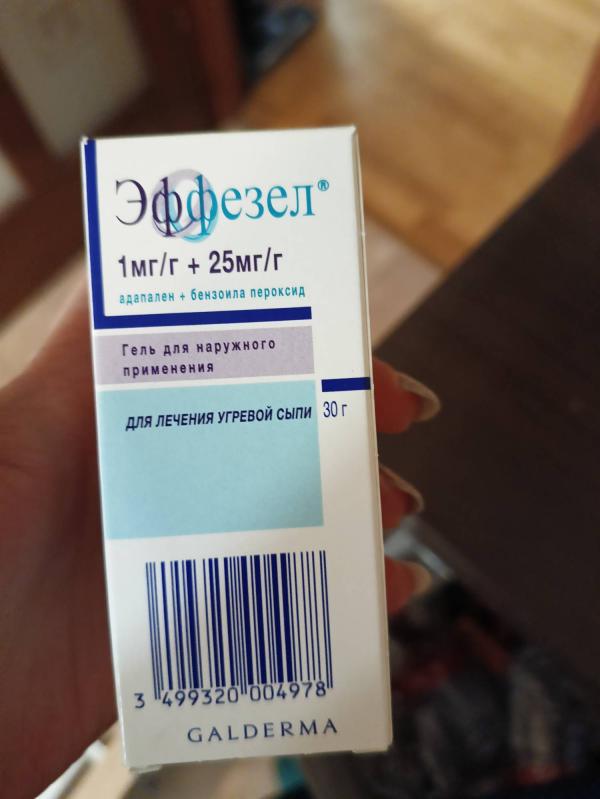 Эффезел®
1мг/г + 25мг/г
адапален + бензоила пероксид
Гель для наружного
применения
ДЛЯ ЛЕЧЕНИЯ УГРЕВОЙ СЫПИ
30 г
3 499320 004978
GALDERMA